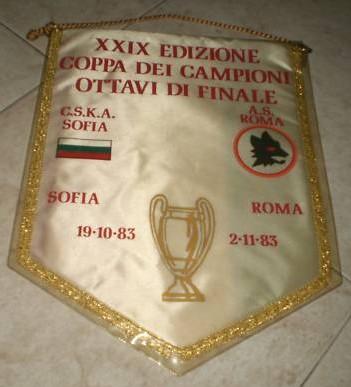 XXIX EDIZIONE
COPPA DEI CAMPIONI
OTTAVI DI FINALE
C.S.K.A.
SOFIA
A.S.
ROMA
SOFIA
ROMA
19-10-83
2-11-83